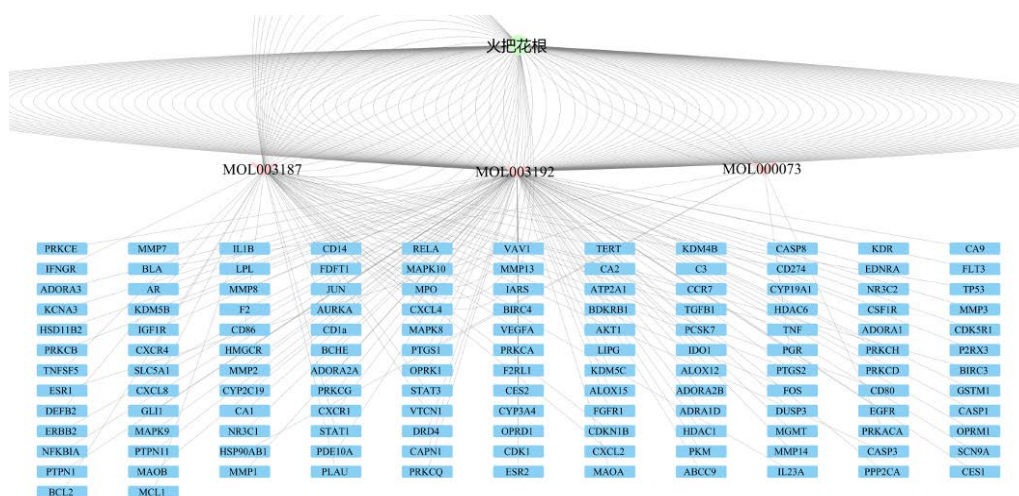 火把花根
MOL003187 MOL003192 MOL000073
PRKCE MMP7 IL1B CD14 RELA VAV1 TERT KDM4B CASP8 KDR CA9
IFNGR BLA LPL FDFT1 MAPK10 MMP13 CA2 C3 CD274 EDNRA FLT3
ADORA3 AR MMP8 JUN MPO IARS ATP2A1 CCR7 CYP19A1 NR3C2 TP53
KCNA3 KDM5B F2 AURKA CXCL4 BIRC4 BDKRB1 TGFB1 HDAC6 CSF1R MMP3
HSD11B2 IGF1R CD86 CD1a MAPK8 VEGFA AKT1 PCSK7 TNF ADORA1 CDK5R1
PRKCB CXCR4 HMGCR BCHE PTGS1 PRKCA LIPG IDO1 PGR PRKCH P2RX3
TNFSF5 SLC5A1 MMP2 ADORA2A OPRK1 F2RL1 KDM5C ALOX12 PTGS2 PRKCD BIRC3
ESR1 CXCL8 CYP2C19 PRKCG STAT3 CES2 ALOX15 ADORA2B FOS CD80 GSTM1
DEFB2 GLI1 CA1 CXCR1 VTCN1 CYP3A4 FGFR1 ADRA1D DUSP3 EGFR CASP1
ERBB2 MAPK9 NR3C1 STAT1 DRD4 OPRD1 CDKN1B HDAC1 MGMT PRKACA OPRM1
NFKBIA PTPN11 HSP90AB1 PDE10A CAPN1 CDK1 CXCL2 PKM MMP14 CASP3 SCN9A
PTPN1 MAOB MMP1 PLAU PRKCQ ESR2 MAOA ABCC9 IL23A PPP2CA CES1
BCL2 MCL1